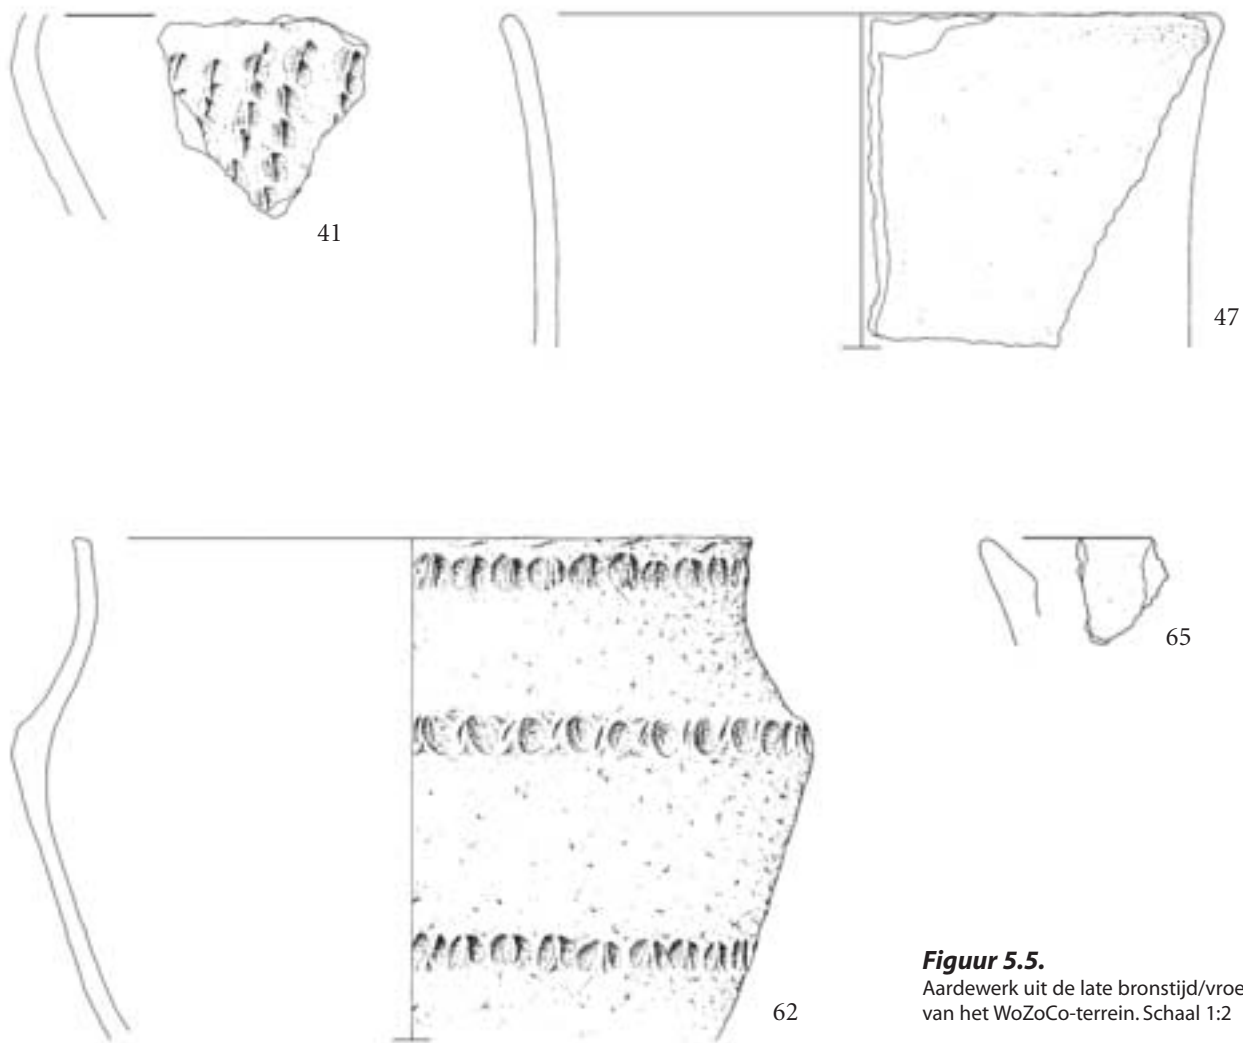 41
47
65
62
Figuur 5.5.
Aardewerk uit de late bronstijd/vroe
van het WoZoCo-terrein. Schaal 1:2